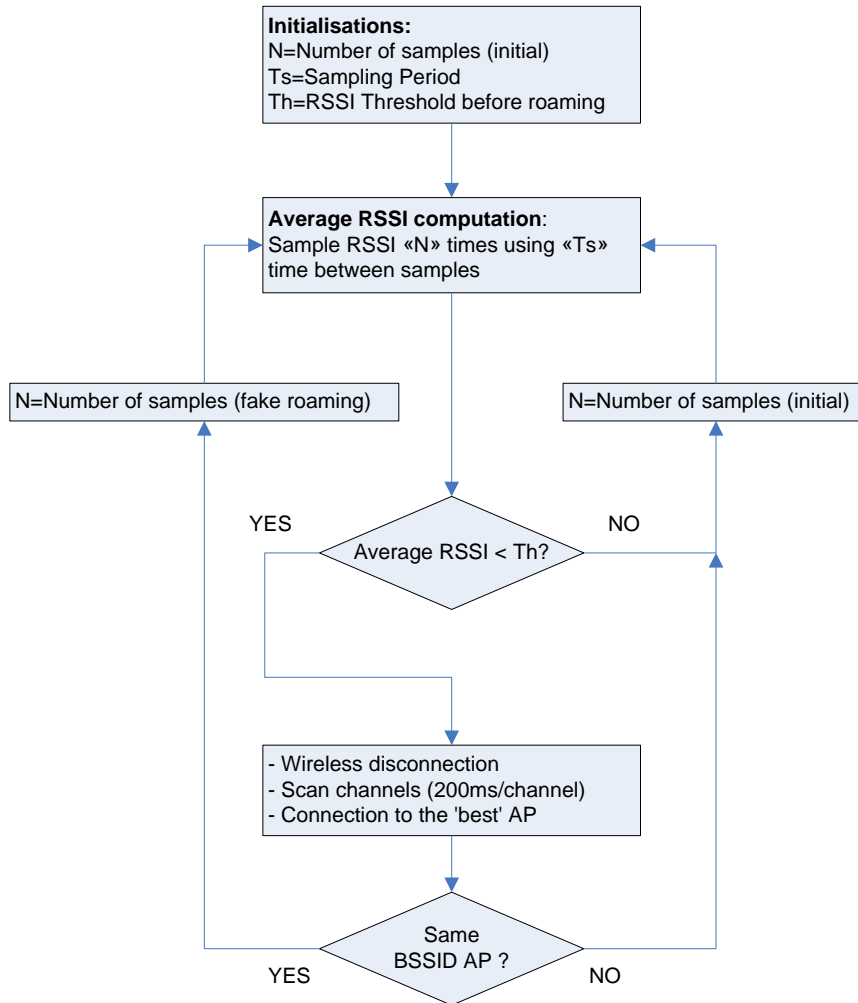 Initialisations:
N=Number of samples (initial)
Ts=Sampling Period
Th=RSSI Threshold before roaming
Average RSSI computation:
Sample RSSI «N» times using «Ts»
time between samples
N=Number of samples (fake roaming)
N=Number of samples (initial)
YES
NO
Average RSSI < Th?
- Wireless disconnection
- Scan channels (200ms/channel)
- Connection to the 'best' AP
Same
BSSID AP ?
YES
NO